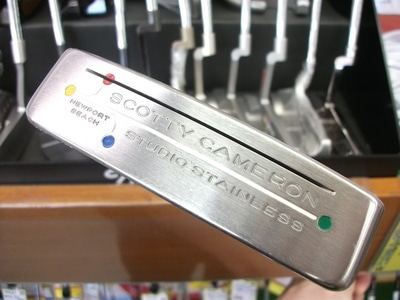 SCOTTY CAMERON
NEWPORT
BEACH
STUDIO STAINLESS